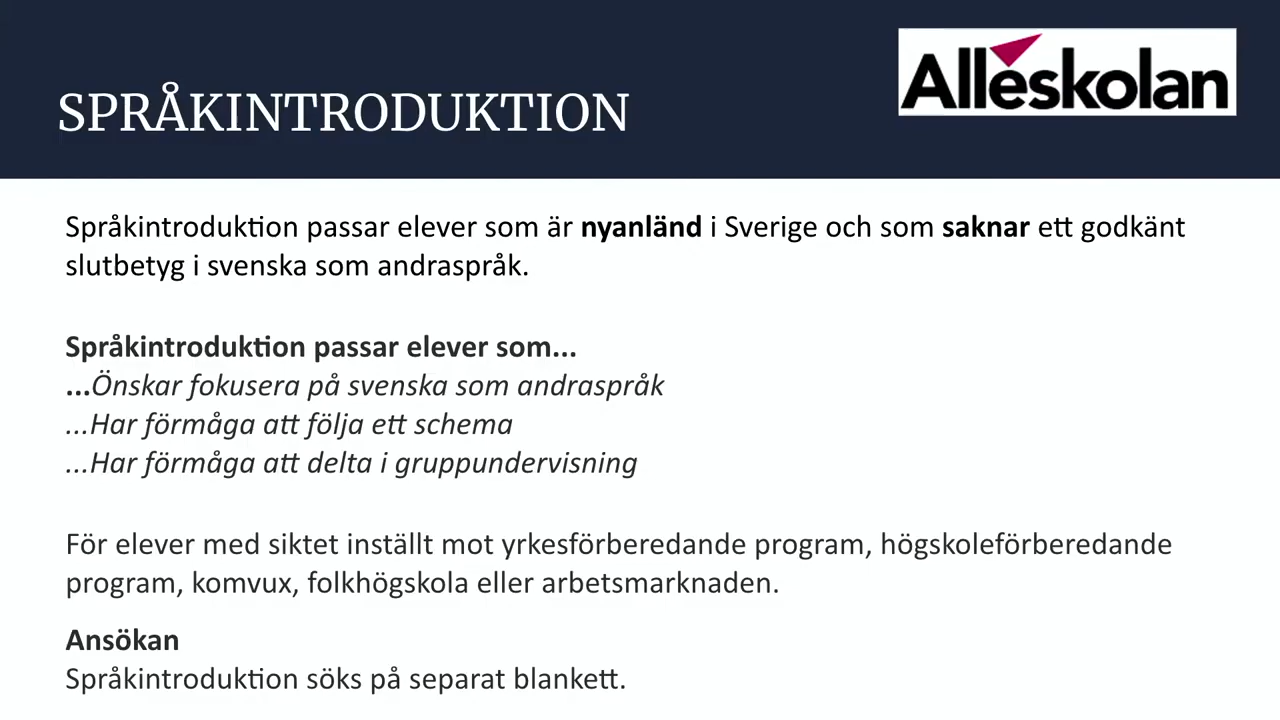 SPRÅKINTRODUKTION
Alléskolan
Språkintroduktion passar elever som är nyanländ i Sverige och som saknar ett godkänt
slutbetyg i svenska som andraspråk.
Språkintroduktion passar elever som...
...Önskar fokusera på svenska som andraspråk
...Har förmåga att följa ett schema
...Har förmåga att delta i gruppundervisning
För elever med siktet inställt mot yrkesförberedande program, högskoleförberedande
program, komvux, folkhögskola eller arbetsmarknaden.
Ansökan
Språkintroduktion söks på separat blankett.